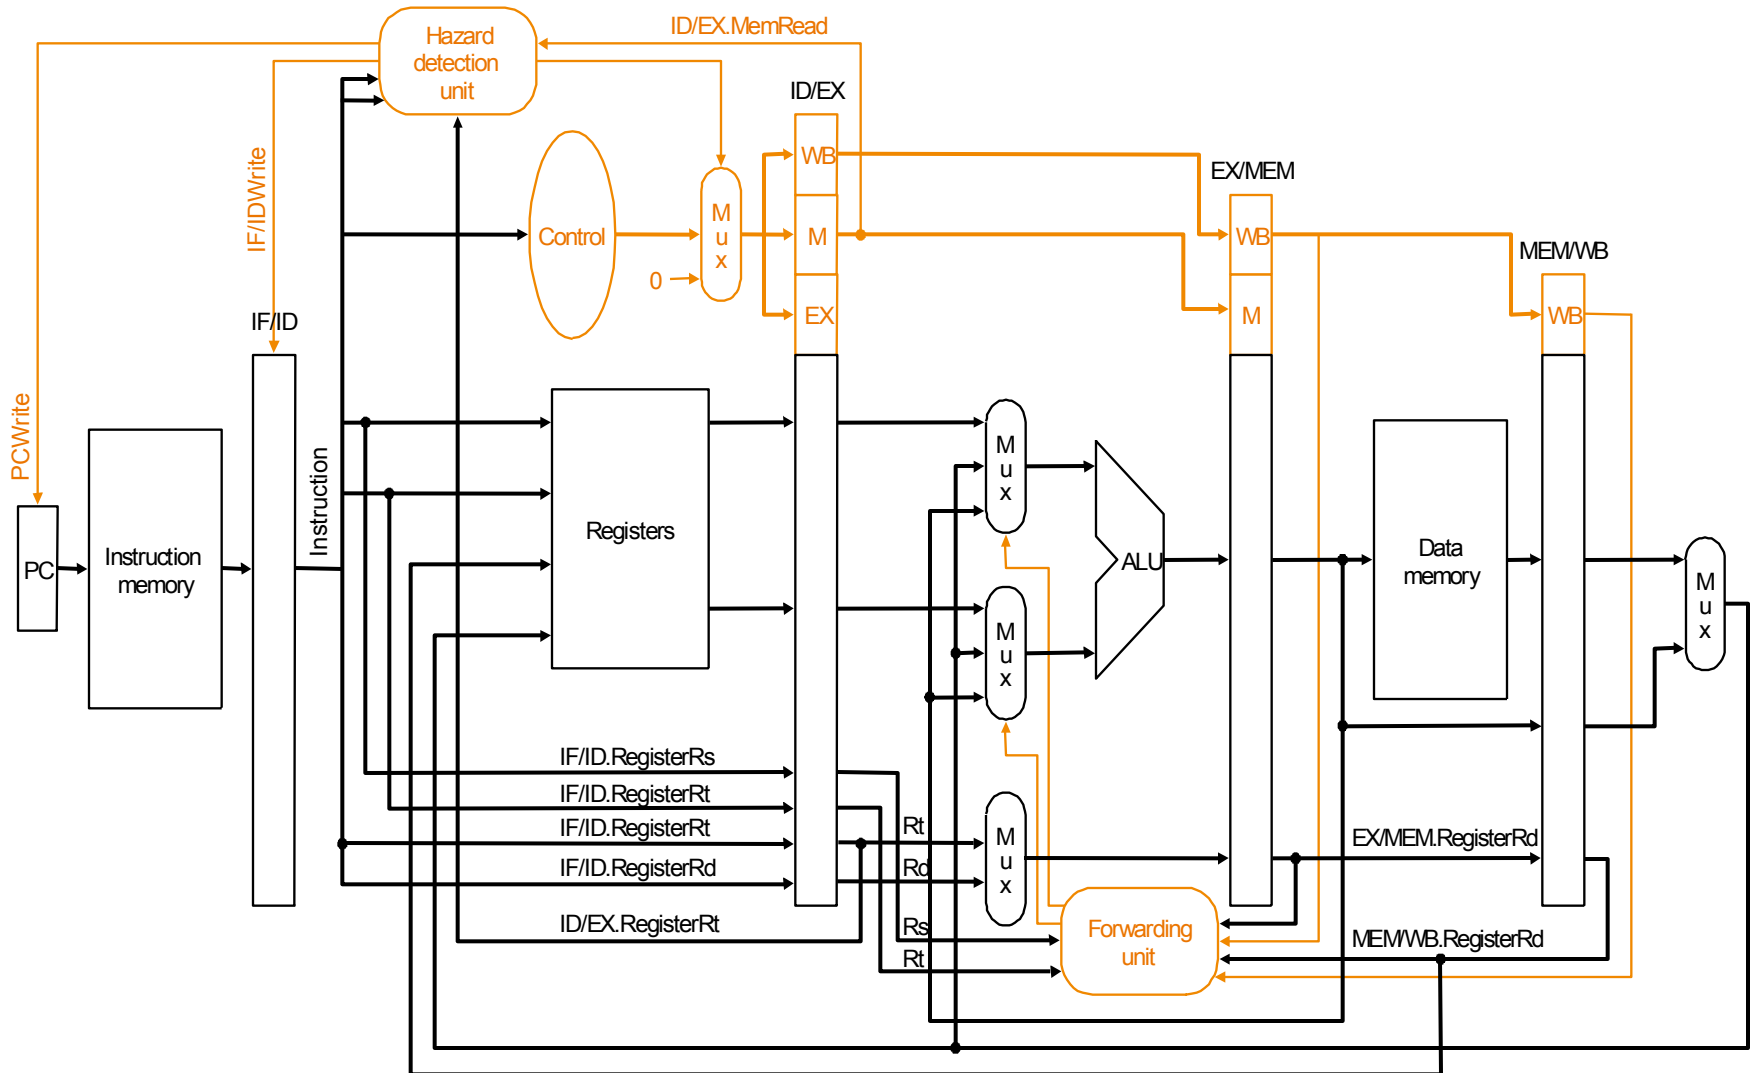 Hazard
detection
unit
ID/EX.MemRead
ID/EX
WB
M
EX
EX/MEM
WB
M
MEM/WB
WB
Control
M
u
x
0
IF/IDWrite
IF/ID
PCWrite
PC
Instruction
memory
Instruction
Registers
M
u
x
M
u
x
ALU
Data
memory
M
u
x
IF/ID.RegisterRs
IF/ID.RegisterRt
IF/ID.RegisterRt
IF/ID.RegisterRd
ID/EX.RegisterRt
Rt
Rd
Rs
Rt
M
u
x
Forwarding
unit
EX/MEM.RegisterRd
MEM/WB.RegisterRd